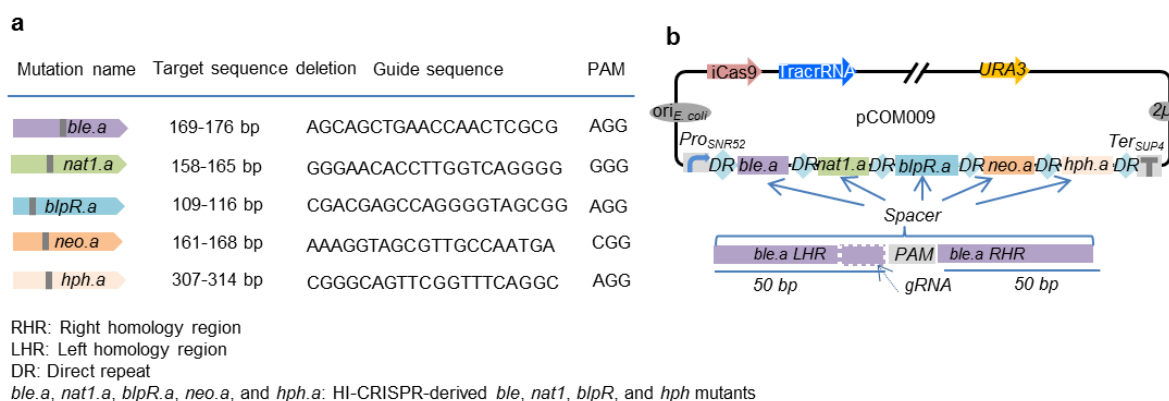 a
Mutation name Target sequence deletion Guide sequence PAM
ble.a 169-176 bp AGCAGCTGAACCAACTCGCG AGG
nat1.a 158-165 bp GGGAACACCTTGGTCAGGGG GGG
blpR.a 109-116 bp CGACGAGCCAGGGGTAGCGG AGG
neo.a 161-168 bp AAAGGTAGCGTTGCCAATGA CGG
hph.a 307-314 bp CGGGCAGTTCGGTTTCAGGC AGG
RHR: Right homology region
LHR: Left homology region
DR: Direct repeat
ble.a, nat1.a, blpR.a, neo.a, and hph.a: HI-CRISPR-derived ble, nat1, blpR, and hph mutants
b
iCas9 TracrRNA URA3
oriE. coli pCOM009 2μ
ProSNR52 TerSUP4
DR ble.a DR nat1.a DR blpR.a DR neo.a DR hph.a DR
Spacer
ble.a LHR PAM ble.a RHR
50 bp gRNA 50 bp